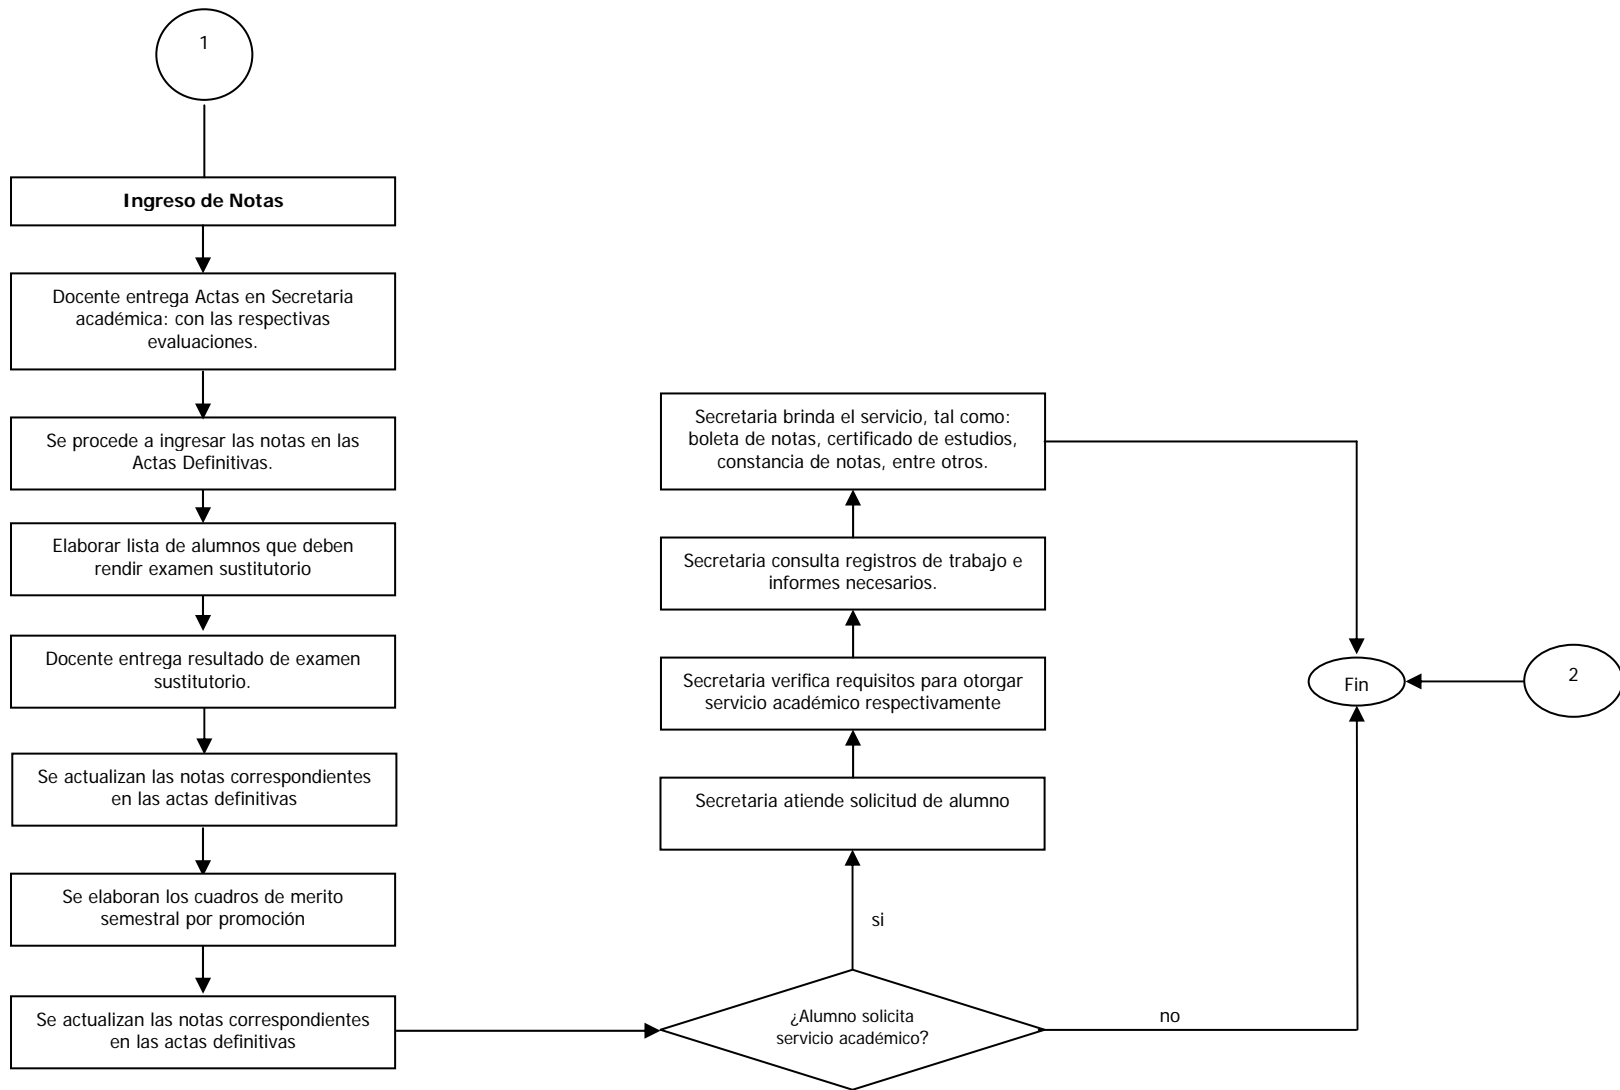 1
Ingreso de Notas
Docente entrega Actas en Secretaria
académica: con las respectivas
evaluaciones.
Se procede a ingresar las notas en las
Actas Definitivas.
Elaborar lista de alumnos que deben
rendir examen sustitutorio
Docente entrega resultado de examen
sustitutorio.
Se actualizan las notas correspondientes
en las actas definitivas
Se elaboran los cuadros de merito
semestral por promoción
Se actualizan las notas correspondientes
en las actas definitivas
¿Alumno solicita
servicio académico?
si
no
Secretaria atiende solicitud de alumno
Secretaria verifica requisitos para otorgar
servicio académico respectivamente
Secretaria consulta registros de trabajo e
informes necesarios.
Secretaria brinda el servicio, tal como:
boleta de notas, certificado de estudios,
constancia de notas, entre otros.
Fin
2